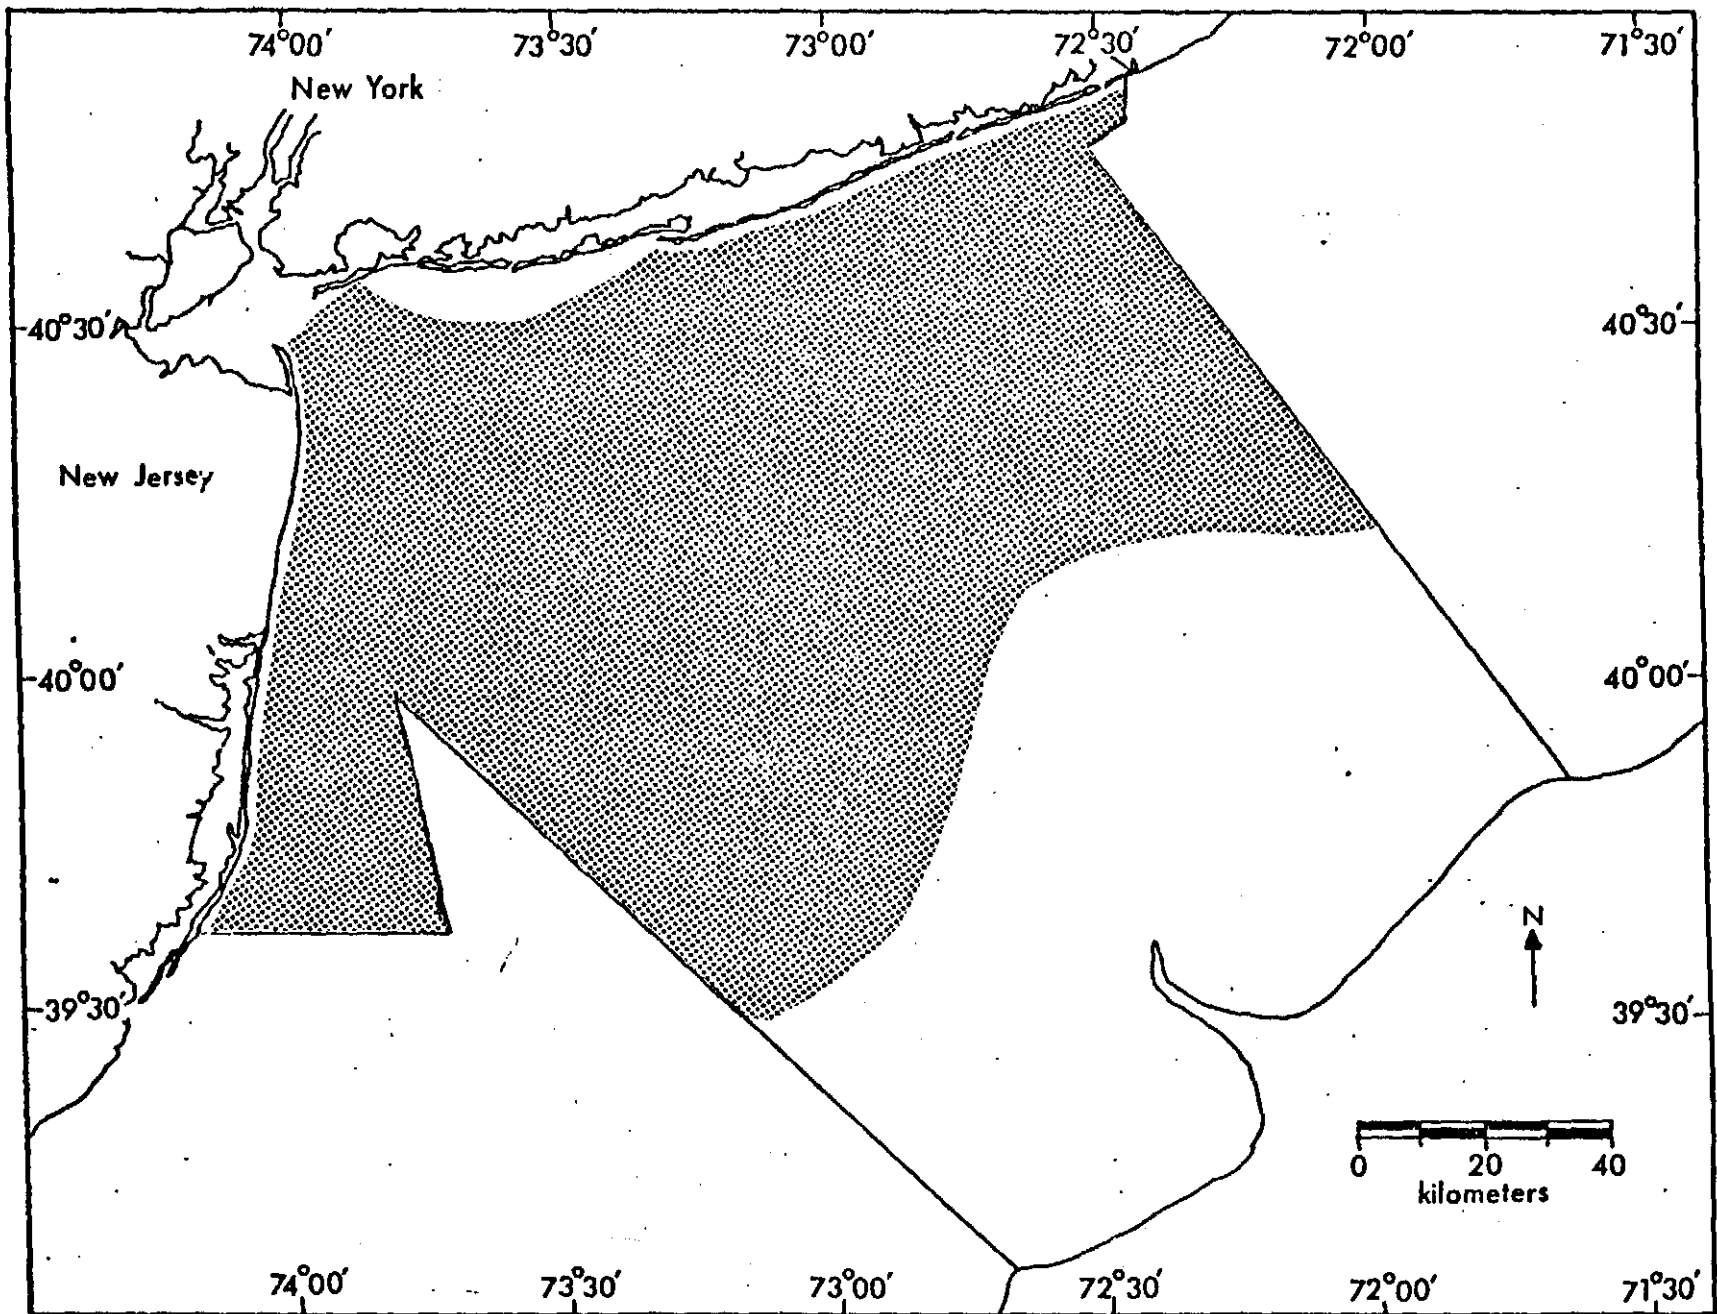 74°00′ 73°30′ 73°00′ 72°30′ 72°00′ 71°30′
New York
40°30′ 40°30′
New Jersey
40°00′ 40°00′
N
39°30′ 39°30′
0 20 40
kilometers
74°00′ 73°30′ 73°00′ 72°30′ 72°00′ 71°30′